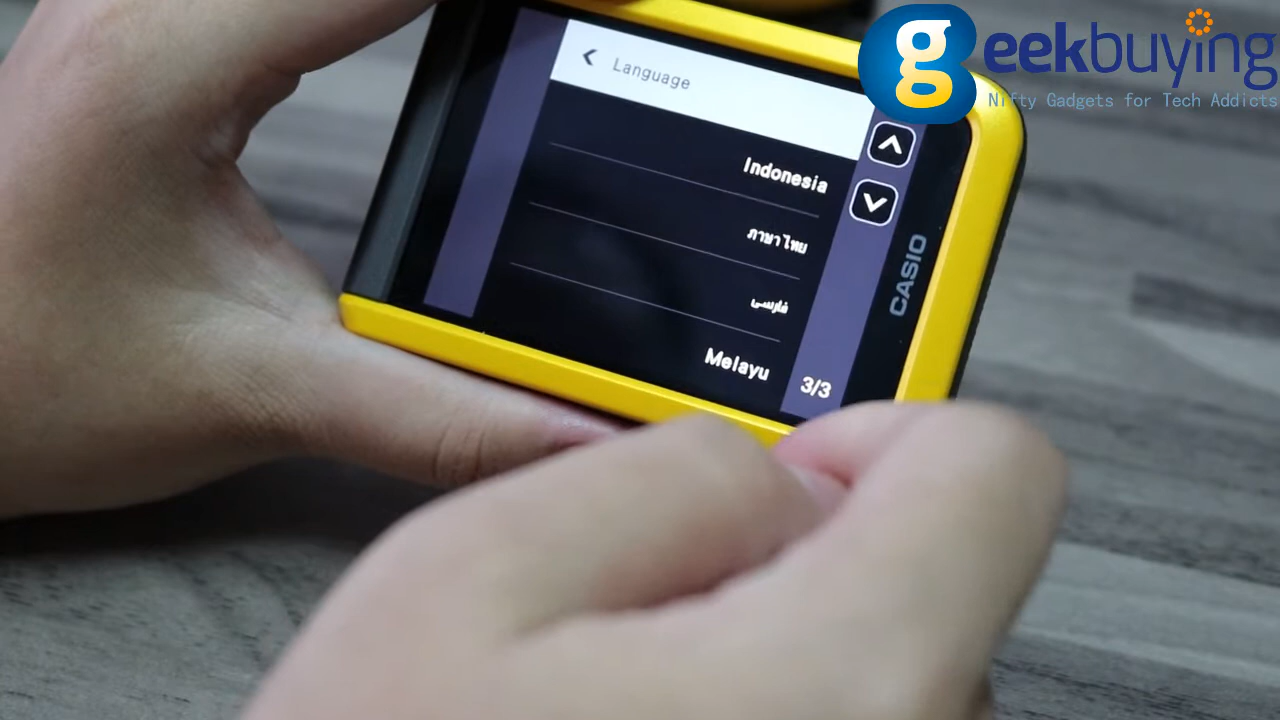 geekbuying
Nifty Gadgets for Tech Addicts
Language
Indonesia
ภาษาไทย
فارسی
Melayu
3/3
CASIO